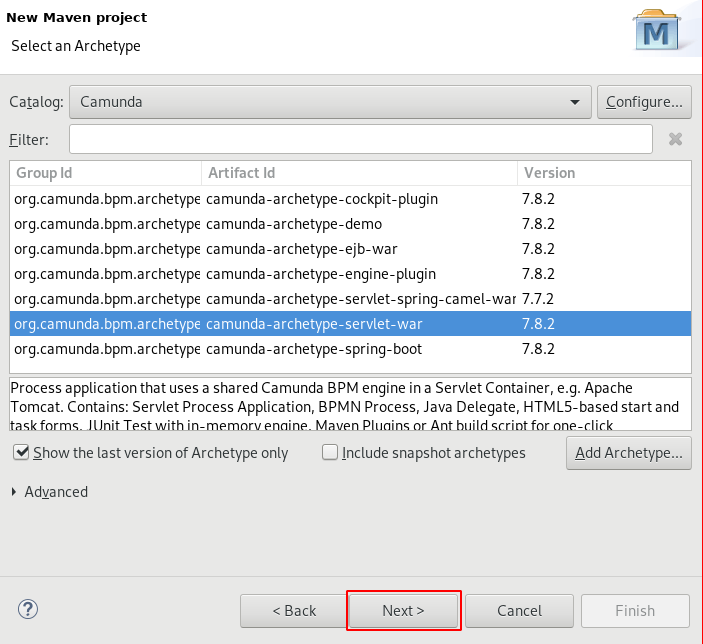 New Maven project
Select an Archetype
M
Catalog: Camunda Configure...
Filter:
Group Id Artifact Id Version
org.camunda.bpm.archetype camunda-archetype-cockpit-plugin 7.8.2
org.camunda.bpm.archetype camunda-archetype-demo 7.8.2
org.camunda.bpm.archetype camunda-archetype-ejb-war 7.8.2
org.camunda.bpm.archetype camunda-archetype-engine-plugin 7.8.2
org.camunda.bpm.archetype camunda-archetype-servlet-spring-camel-war 7.7.2
org.camunda.bpm.archetype camunda-archetype-servlet-war 7.8.2
org.camunda.bpm.archetype camunda-archetype-spring-boot 7.8.2
Process application that uses a shared Camunda BPM engine in a Servlet Container, e.g. Apache
Tomcat. Contains: Servlet Process Application, BPMN Process, Java Delegate, HTML5-based start and
task forms, JUnit Test with in-memory engine, Maven Plugins or Ant build script for one-click
Show the last version of Archetype only Include snapshot archetypes Add Archetype...
Advanced
? < Back Next > Cancel Finish